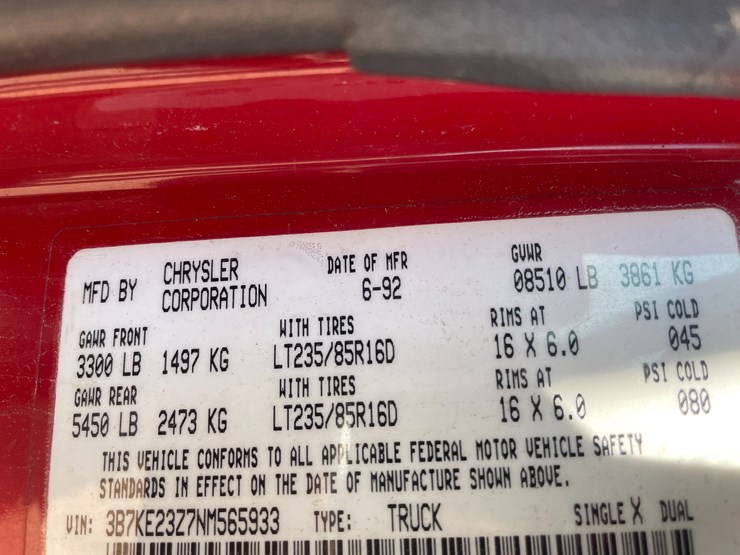 MFD BY CHRYSLER CORPORATION DATE OF MFR 6-92 GVWR 08510 LB 3861 KG
GAWR FRONT WITH TIRES RIMS AT PSI COLD
3300 LB 1497 KG LT235/85R16D 16 X 6.0 045
GAWR REAR WITH TIRES RIMS AT PSI COLD
5450 LB 2473 KG LT235/85R16D 16 X 6.0 080
THIS VEHICLE CONFORMS TO ALL APPLICABLE FEDERAL MOTOR VEHICLE SAFETY
STANDARDS IN EFFECT ON THE DATE OF MANUFACTURE SHOWN ABOVE.
VIN: 3B7KE23Z7NM565933 TYPE: TRUCK SINGLE X DUAL